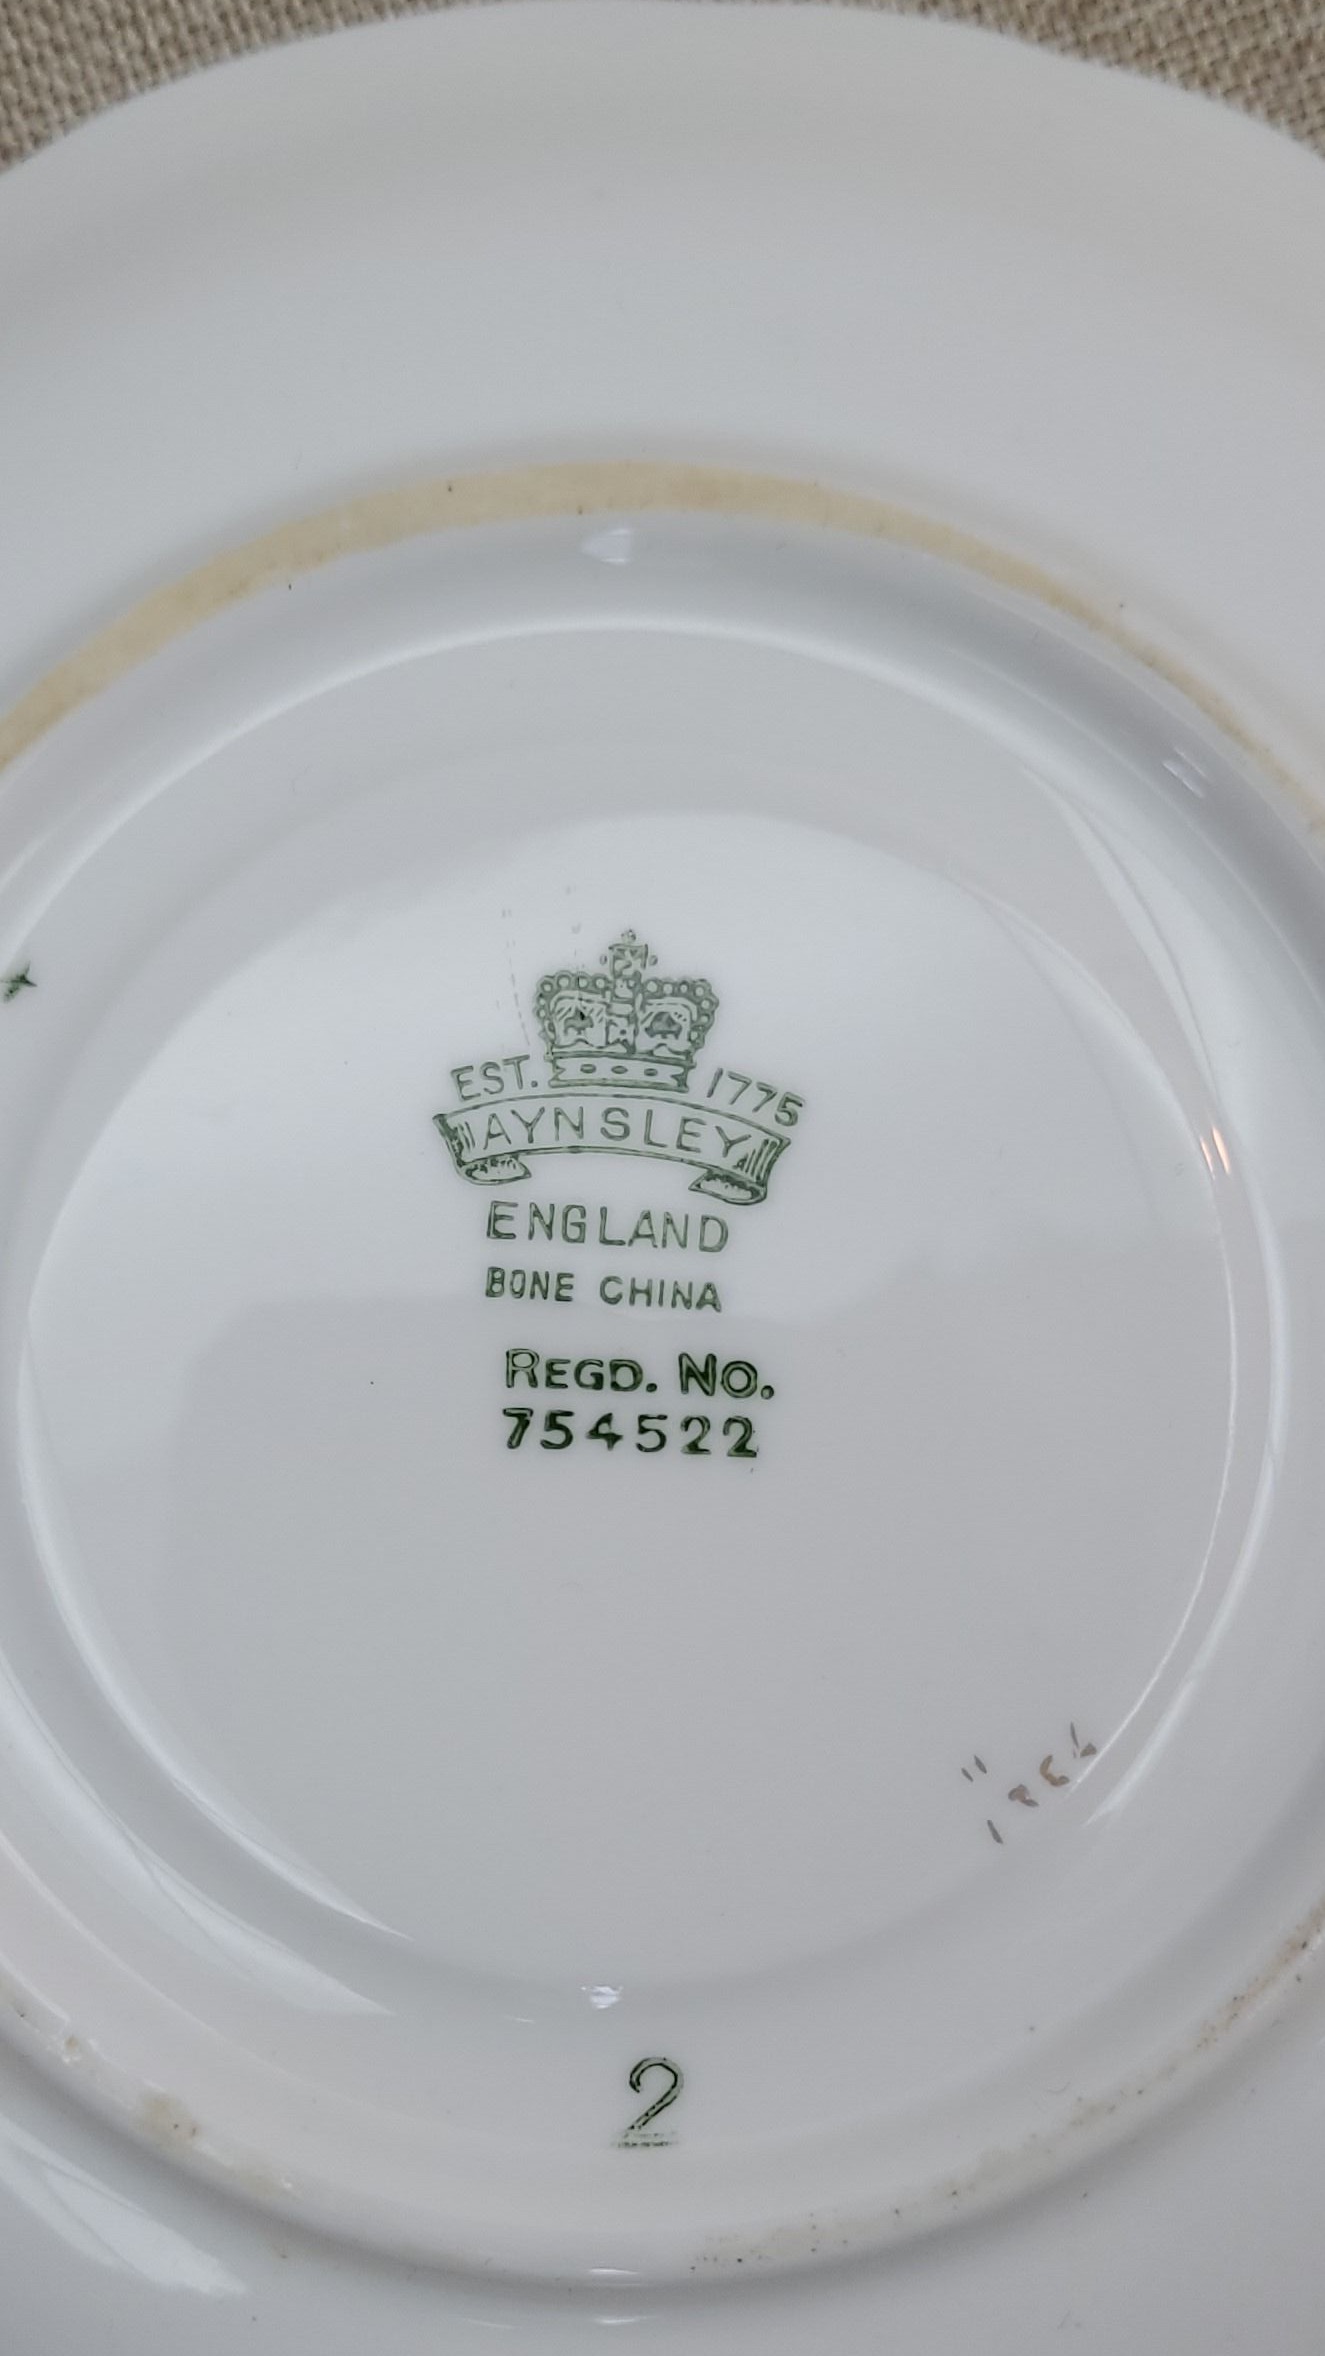 EST. 1775
AYNSLEY
ENGLAND
BONE CHINA
REGD. NO.
754522
2